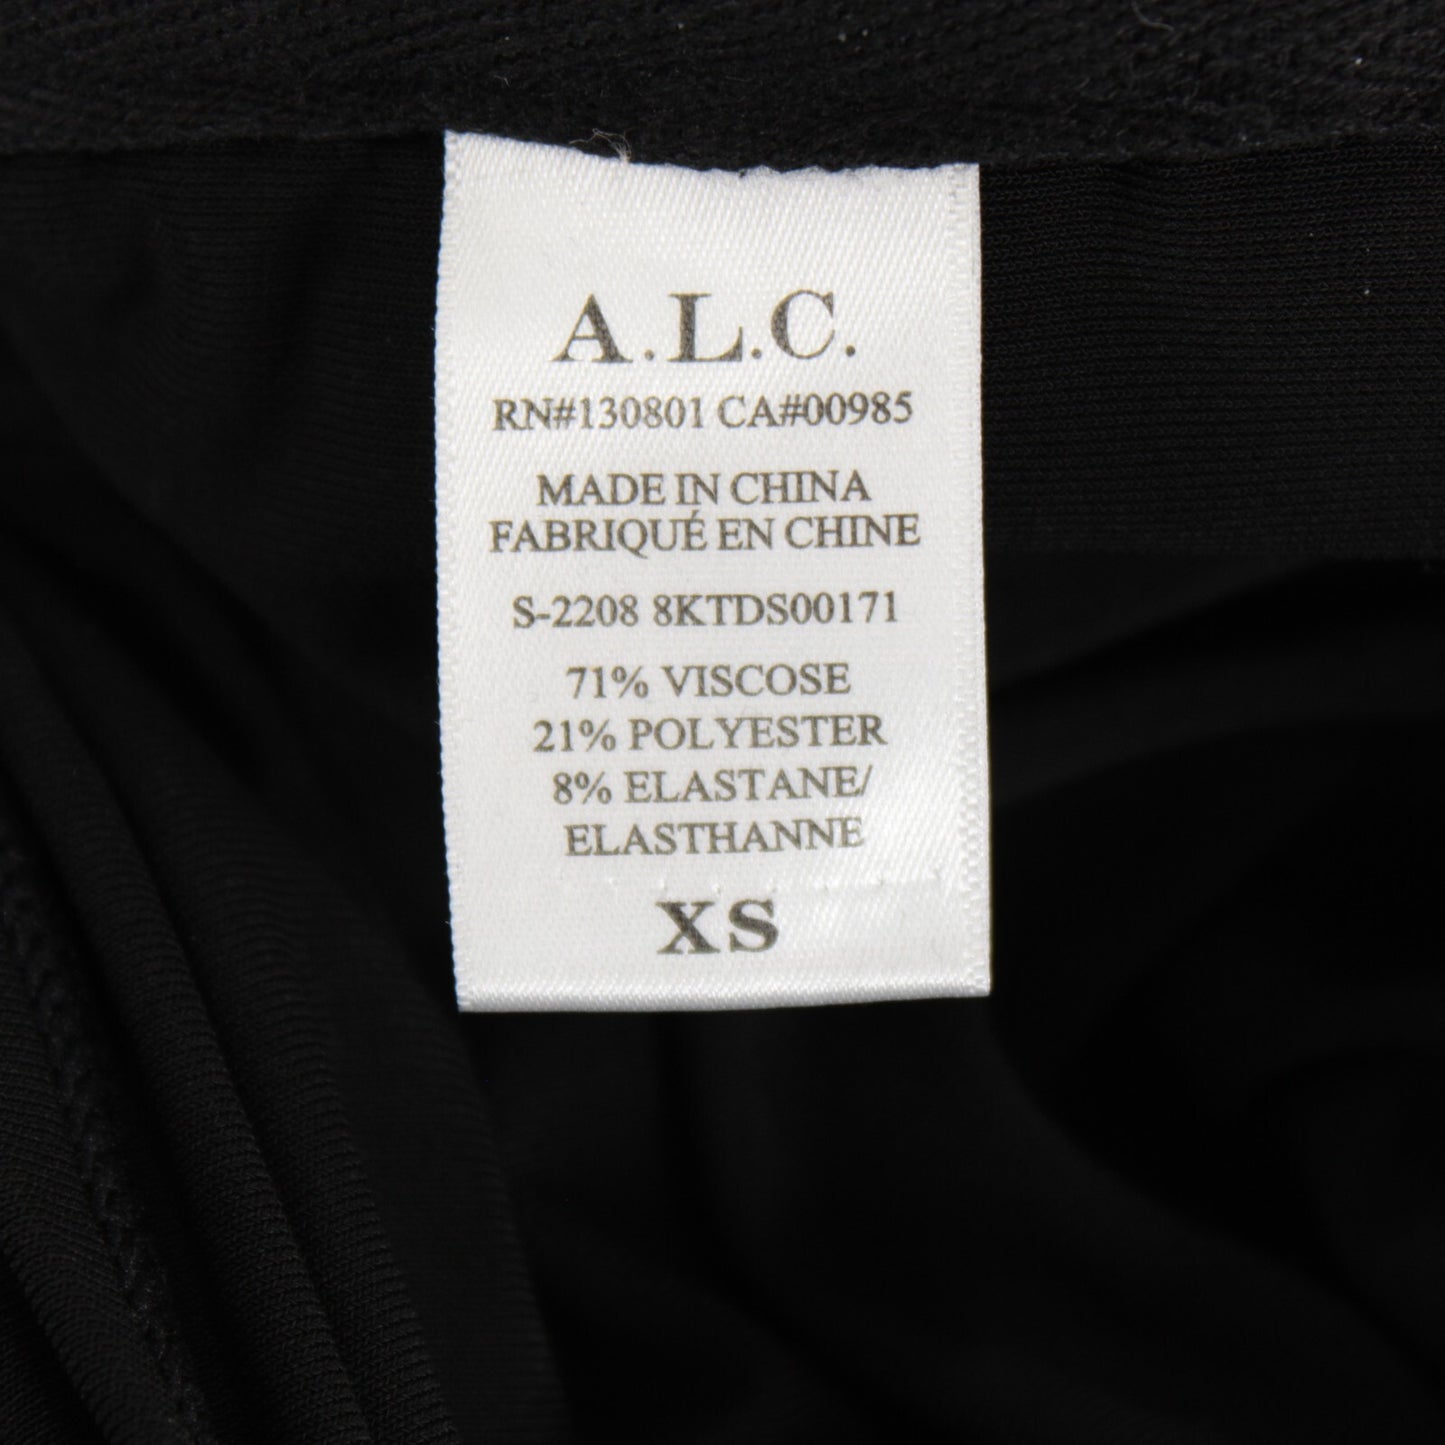 A.L.C.
RN#130801 CA#00985
MADE IN CHINA
FABRIQUÉ EN CHINE
S-2208 8KTDS00171
71% VISCOSE
21% POLYESTER
8% ELASTANE/
ELASTHANNE
XS